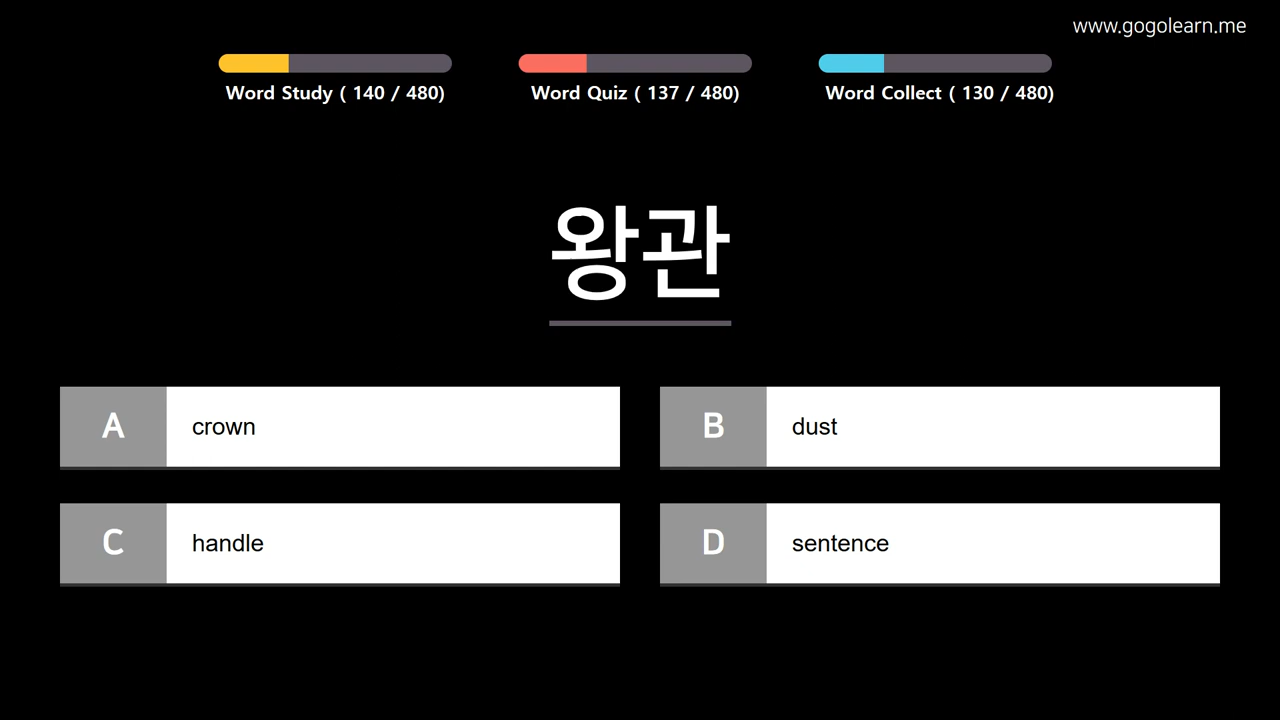 www.gogolearn.me
Word Study ( 140 / 480)
Word Quiz ( 137 / 480)
Word Collect ( 130 / 480)
왕관
A crown
B dust
C handle
D sentence